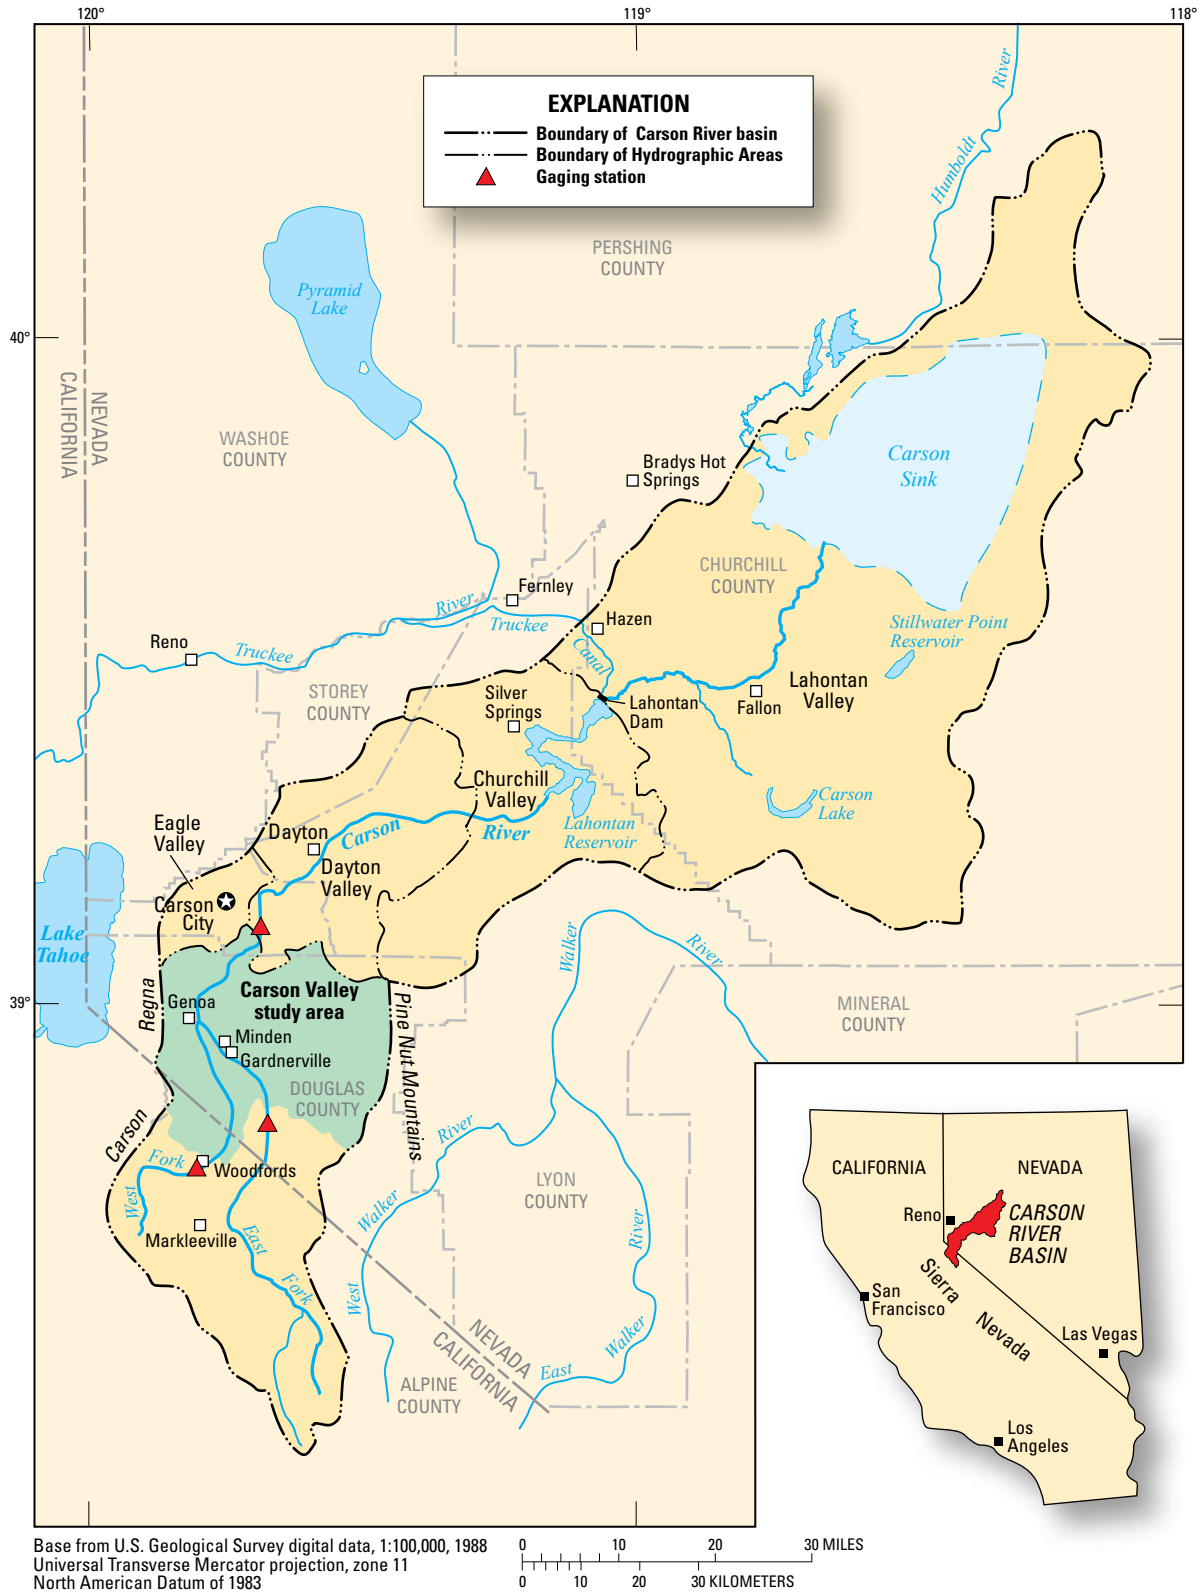 120°
119°
118°
EXPLANATION
Boundary of Carson River basin
Boundary of Hydrographic Areas
Gaging station
River
Humboldt
PERSHING
COUNTY
Pyramid
Lake
40°
CALIFORNIA
NEVADA
WASHOE
COUNTY
Carson
Sink
Bradys Hot
Springs
CHURCHILL
COUNTY
Fernley
River
Truckee
Hazen
Stillwater Point
Reservoir
Reno
Truckee
Canal
STOREY
COUNTY
Silver
Springs
Lahontan
Dam
Fallon
Lahontan
Valley
Churchill
Valley
Carson
Lake
Eagle
Valley
Dayton
Carson
River
Lahontan
Reservoir
Dayton
Valley
Carson
City
Lake
Tahoe
Walker
River
39°
Regna
Genoa
Carson Valley
study area
Pine Nut Mountains
MINERAL
COUNTY
Minden
Gardnerville
DOUGLAS
COUNTY
Carson
River
Fork
Woodfords
West
LYON
COUNTY
Walker
River
Markleeville
East
Fork
West
Walker
East
NEVADA
CALIFORNIA
ALPINE
COUNTY
CALIFORNIA
NEVADA
Reno
CARSON
RIVER
BASIN
Sierra
Nevada
San
Francisco
Las Vegas
Los
Angeles
Base from U.S. Geological Survey digital data, 1:100,000, 1988
Universal Transverse Mercator projection, zone 11
North American Datum of 1983
0 10 20 30 MILES
0 10 20 30 KILOMETERS